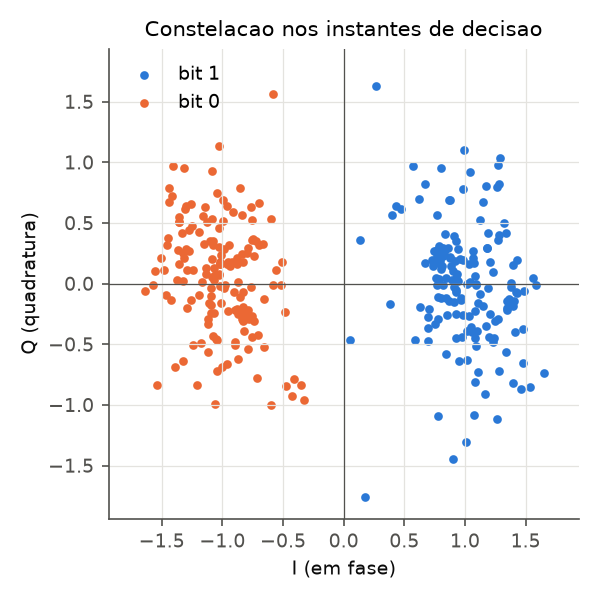 Constelacao nos instantes de decisao
bit 1
bit 0
Q (quadratura)
1.5
1.0
0.5
0.0
−0.5
−1.0
−1.5
−1.5 −1.0 −0.5 0.0 0.5 1.0 1.5
I (em fase)